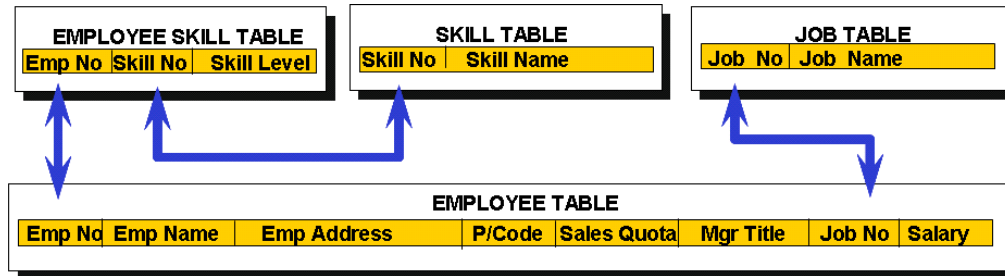 EMPLOYEE SKILL TABLE
Emp No Skill No Skill Level
SKILL TABLE
Skill No Skill Name
JOB TABLE
Job No Job Name
EMPLOYEE TABLE
Emp No Emp Name Emp Address P/Code Sales Quota Mgr Title Job No Salary